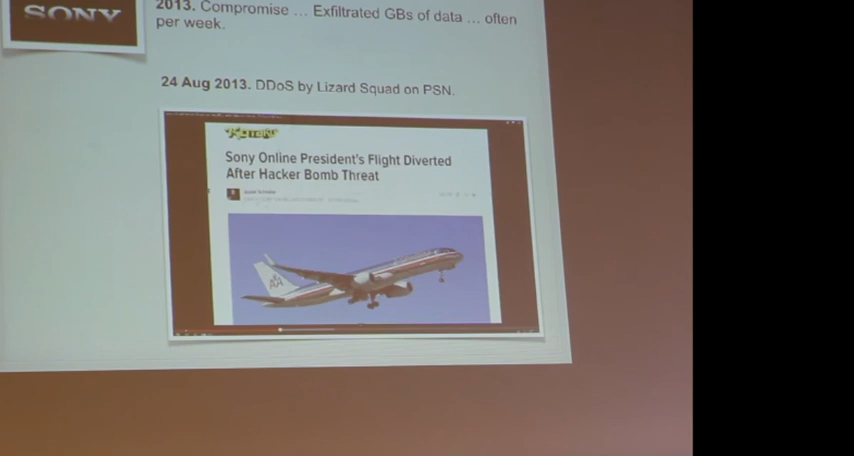 SONY
2013. Compromise ... Exfiltrated GBs of data ... often
per week.
24 Aug 2013. DDoS by Lizard Squad on PSN.
Sony Online President's Flight Diverted
After Hacker Bomb Threat
AA